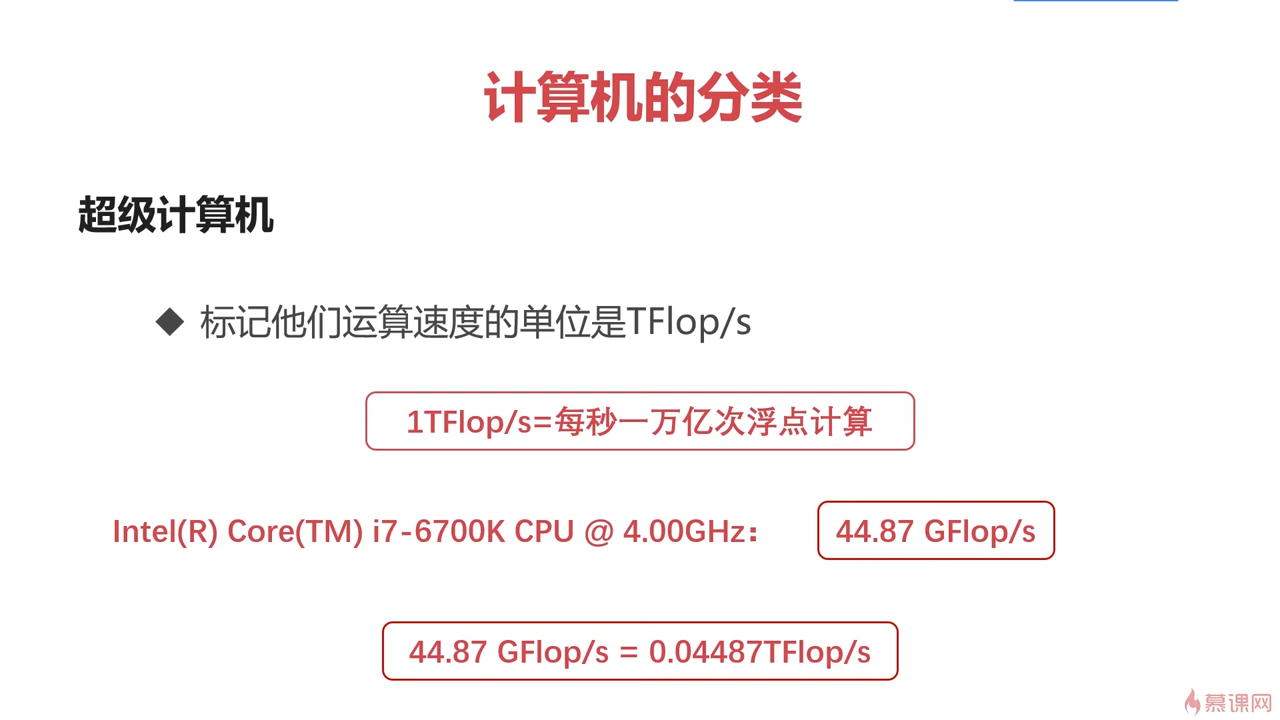 计算机的分类
超级计算机
◆ 标记他们运算速度的单位是TFlop/s
1TFlop/s=每秒一万亿次浮点计算
Intel(R) Core(TM) i7-6700K CPU @ 4.00GHz： 44.87 GFlop/s
44.87 GFlop/s = 0.04487TFlop/s
慕课网